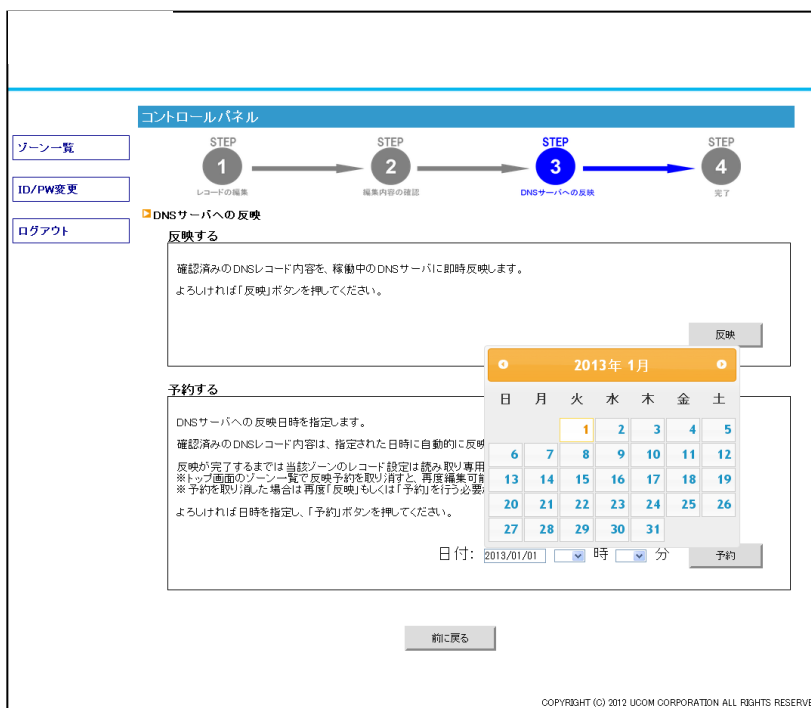 コントロールパネル
ゾーン一覧
ID/PW変更
ログアウト
STEP
1
レコードの編集
STEP
2
編集内容の確認
STEP
3
DNSサーバへの反映
STEP
4
完了
DNSサーバへの反映
反映する
確認済みのDNSレコード内容を、稼働中のDNSサーバに即時反映します。
よろしければ「反映」ボタンを押してください。
反映
予約する
DNSサーバへの反映日時を指定します。
確認済みのDNSレコード内容は、指定された日時に自動的に反映
反映が完了するまでは当該ゾーンのレコード設定は読み取り専用
※トップ画面のゾーン一覧で反映予約を取り消すと、再度編集可能
※予約を取り消した場合は再度「反映」もしくは「予約」を行う必要
よろしければ日時を指定し、「予約」ボタンを押してください。
2013年 1月
日 月 火 水 木 金 土
1 2 3 4 5
6 7 8 9 10 11 12
13 14 15 16 17 18 19
20 21 22 23 24 25 26
27 28 29 30 31
日付: 2013/01/01 時 分 予約
前に戻る
COPYRIGHT (C) 2012 UCOM CORPORATION ALL RIGHTS RESERVE